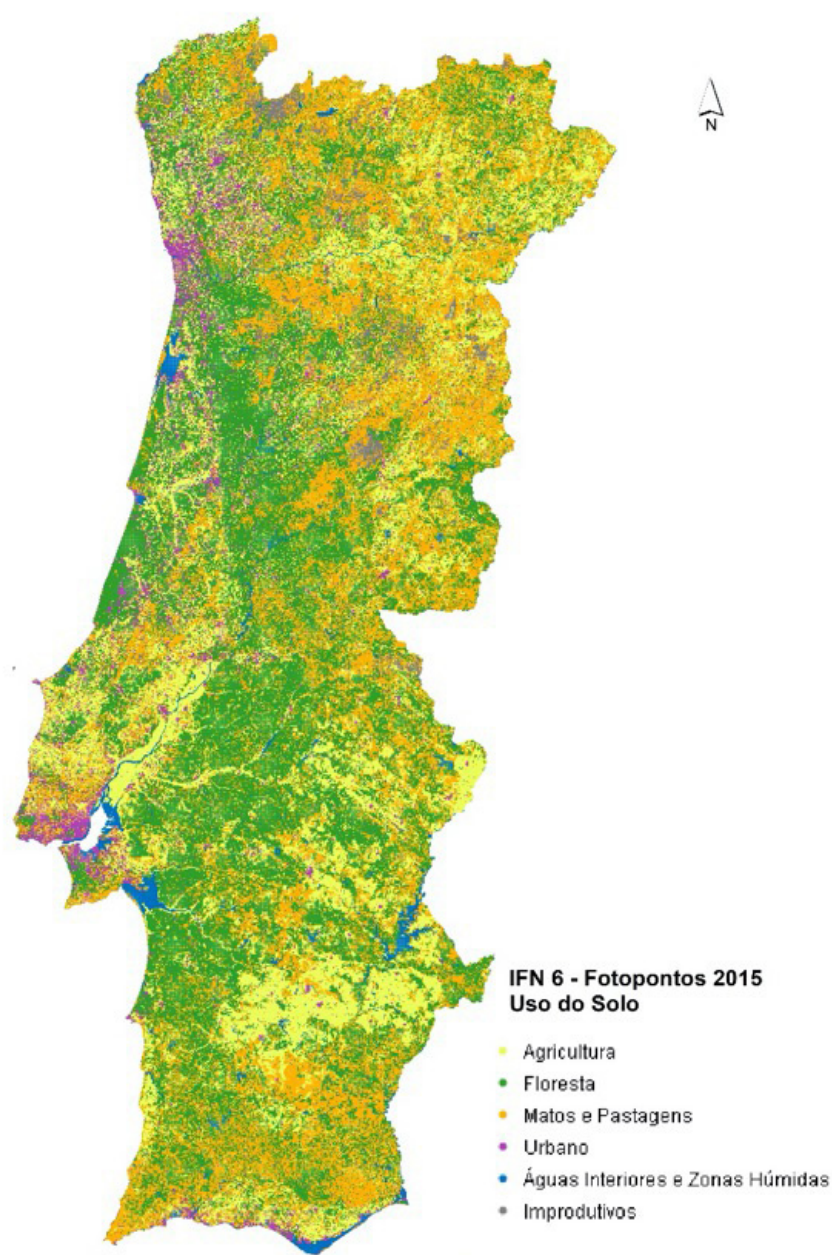 N
IFN 6 - Fotopontos 2015
Uso do Solo
Agricultura
Floresta
Matos e Pastagens
Urbano
Águas Interiores e Zonas Húmidas
Improdutivos